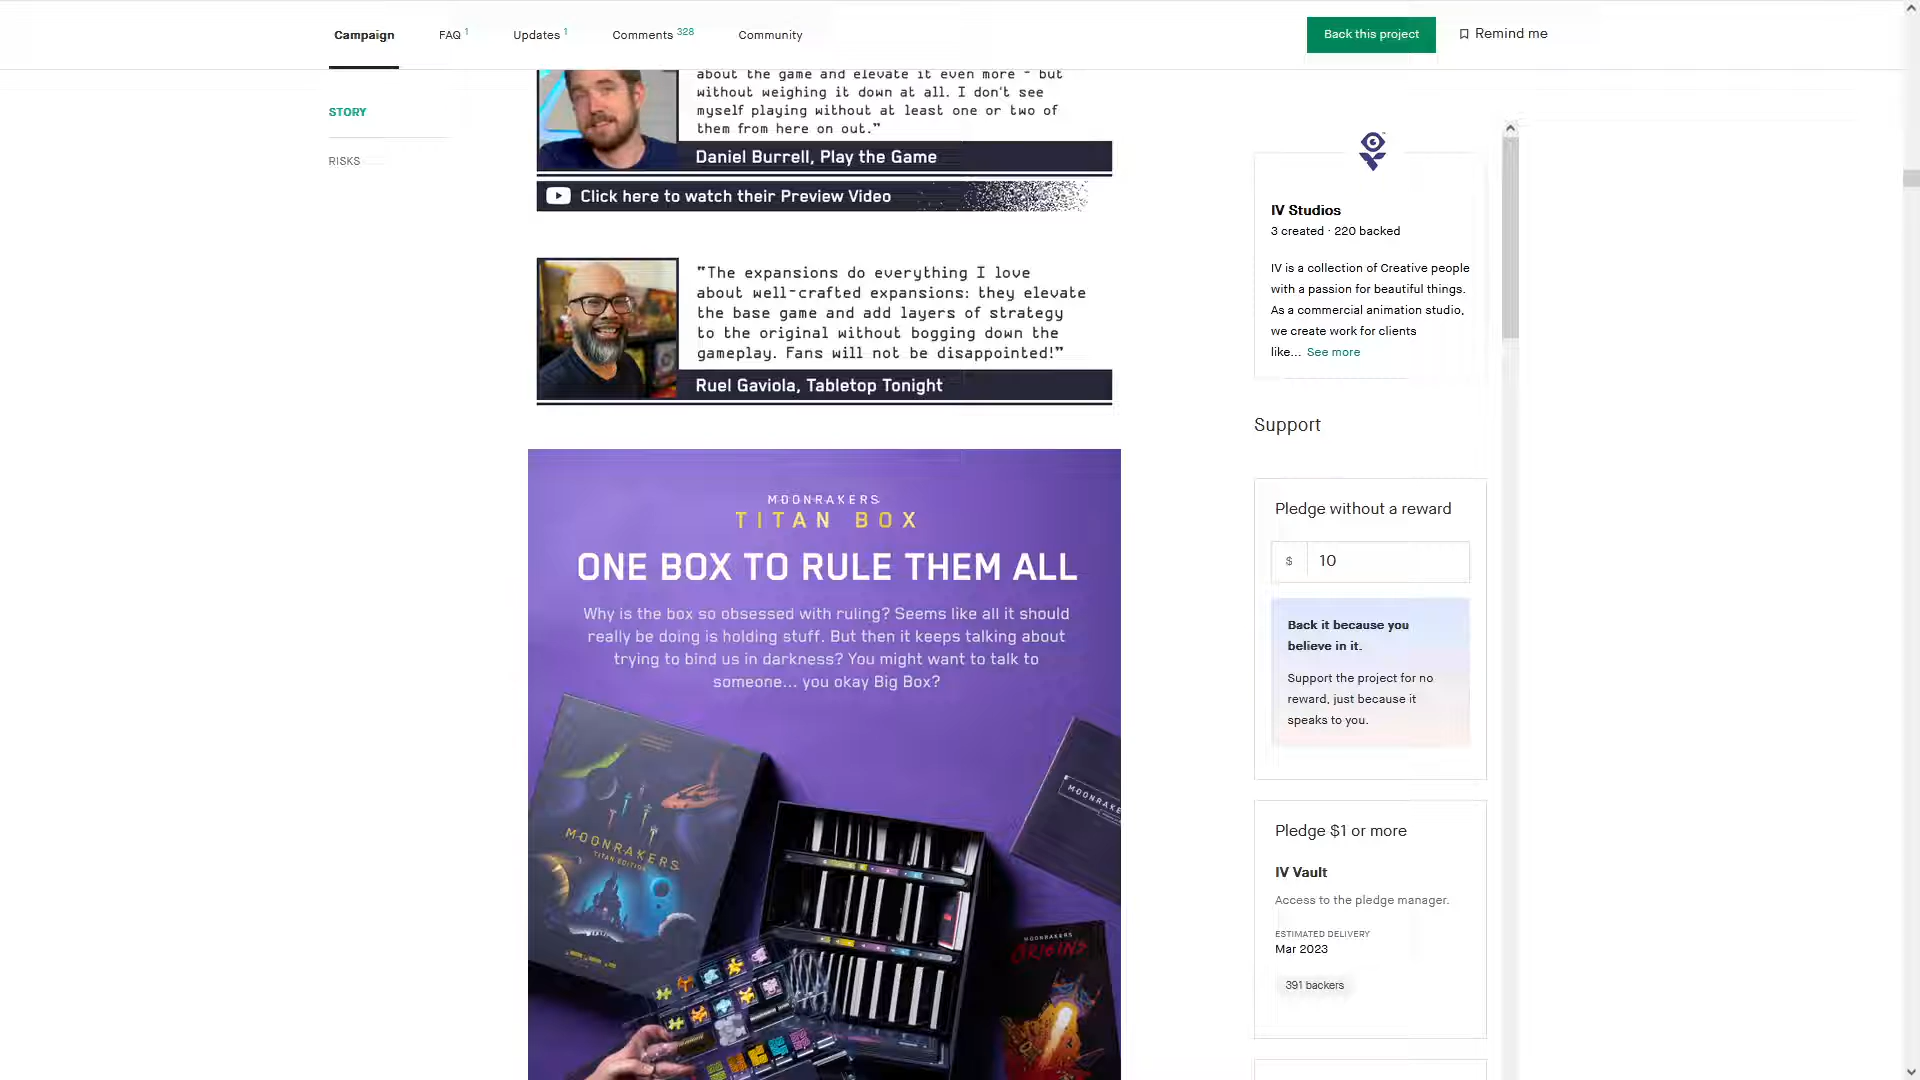 Campaign
FAQ 1
Updates 1
Comments 328
Community
Back this project
Remind me
STORY
RISKS
about the game and elevate it even more - but
without weighing it down at all. I don't see
myself playing without at least one or two of
them from here on out."
Daniel Burrell, Play the Game
Click here to watch their Preview Video
"The expansions do everything I love
about well-crafted expansions: they elevate
the base game and add layers of strategy
to the original without bogging down the
gameplay. Fans will not be disappointed!"
Ruel Gaviola, Tabletop Tonight
MOONRAKERS
TITAN BOX
ONE BOX TO RULE THEM ALL
Why is the box so obsessed with ruling? Seems like all it should
really be doing is holding stuff. But then it keeps talking about
trying to bind us in darkness? You might want to talk to
someone... you okay Big Box?
MOONRAKERS
TITAN EDITION
MOONRAKE
MOONRAKERS
ORIGINS
IV Studios
3 created · 220 backed
IV is a collection of Creative people
with a passion for beautiful things.
As a commercial animation studio,
we create work for clients
like... See more
Support
Pledge without a reward
$ 10
Back it because you
believe in it.
Support the project for no
reward, just because it
speaks to you.
Pledge $1 or more
IV Vault
Access to the pledge manager.
ESTIMATED DELIVERY
Mar 2023
391 backers